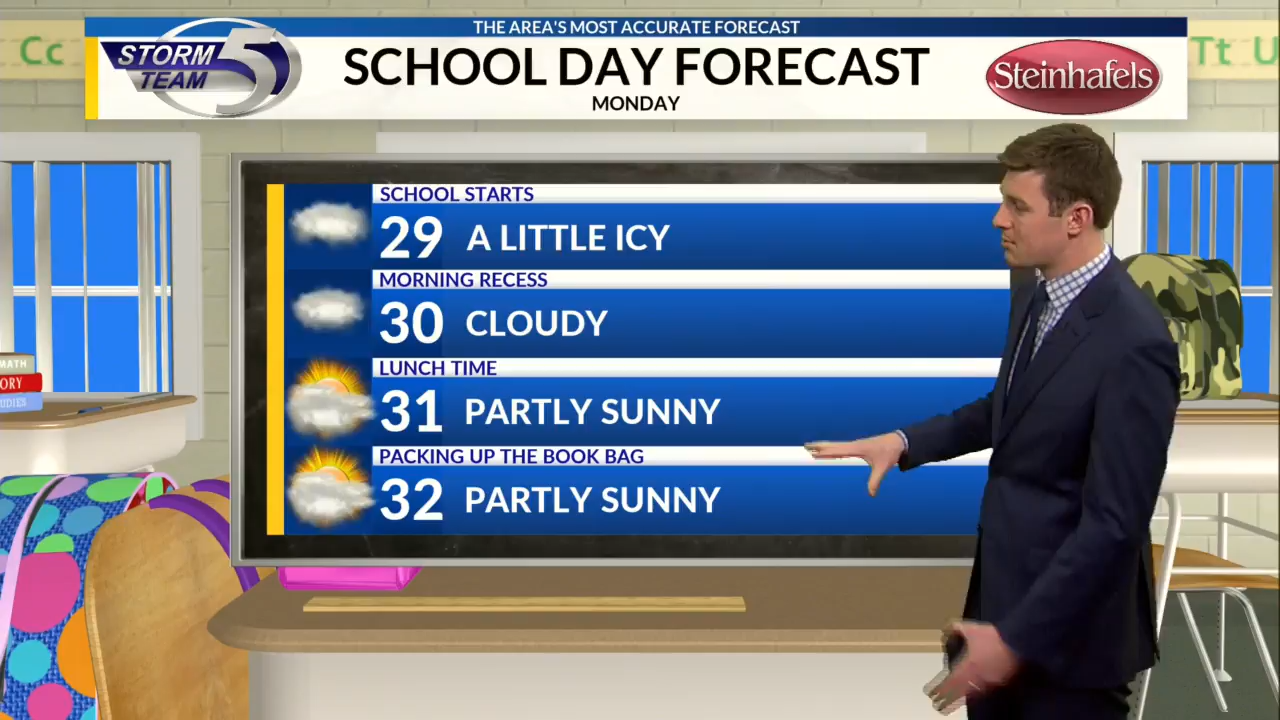 THE AREA'S MOST ACCURATE FORECAST
Cc
STORM
TEAM
5
SCHOOL DAY FORECAST
MONDAY
Steinhafels
Tt U
SCHOOL STARTS
29 A LITTLE ICY
MORNING RECESS
30 CLOUDY
LUNCH TIME
31 PARTLY SUNNY
PACKING UP THE BOOK BAG
32 PARTLY SUNNY
MATH
ORY
UDIES